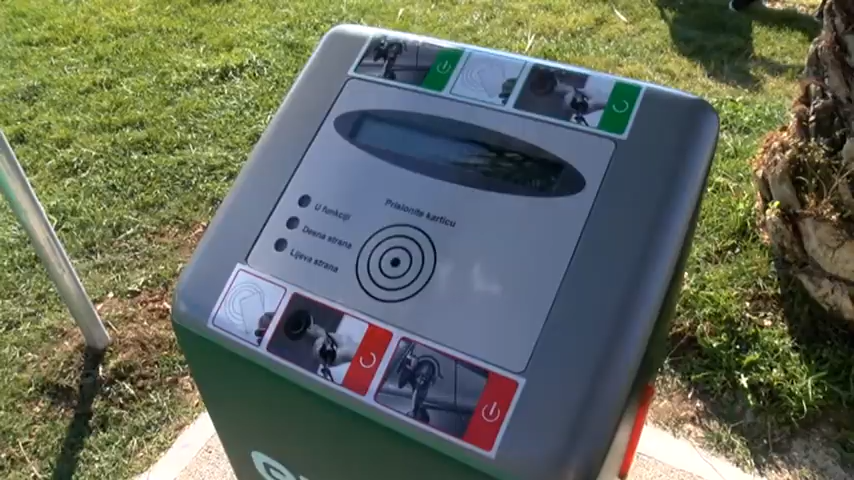 Prislonite karticu
U funkciji
Desna strana
Lijeva strana